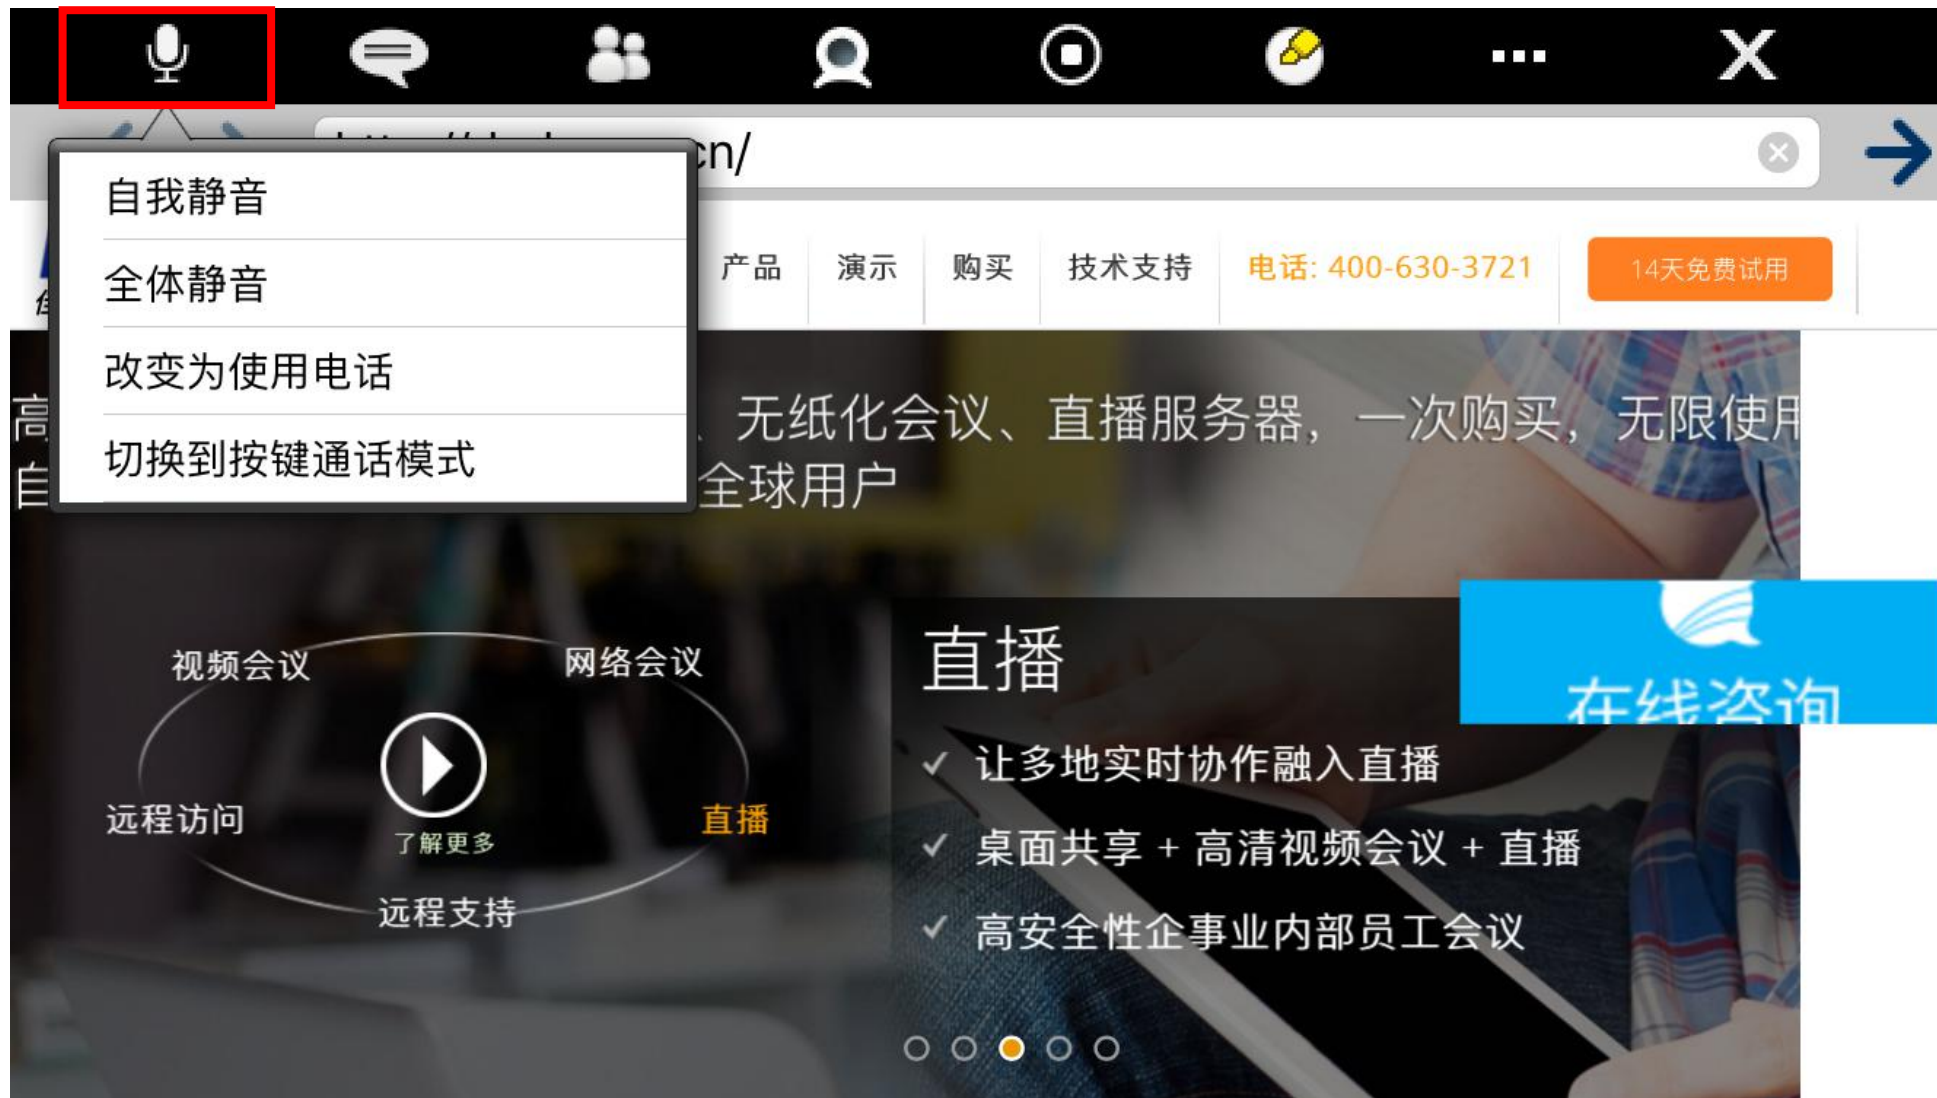 cn/
自我静音
全体静音
改变为使用电话
切换到按键通话模式
产品 演示 购买 技术支持 电话: 400-630-3721 14天免费试用
高
、无纸化会议、直播服务器，一次购买，无限使用
自
全球用户
视频会议
网络会议
远程访问
了解更多
直播
远程支持
直播
让多地实时协作融入直播
桌面共享 + 高清视频会议 + 直播
高安全性企事业内部员工会议
在线咨询